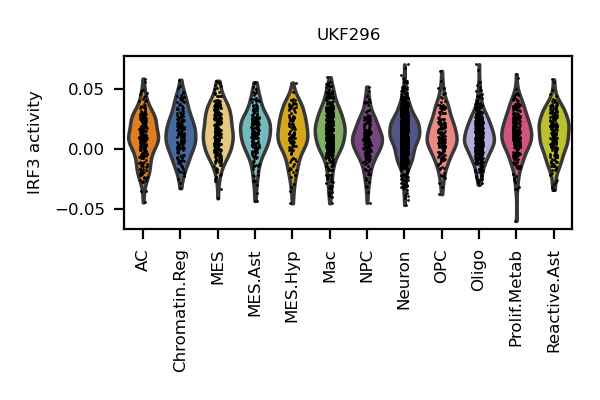 UKF296
IRF3 activity
0.05
0.00
−0.05
AC
Chromatin.Reg
MES
MES.Ast
MES.Hyp
Mac
NPC
Neuron
OPC
Oligo
Prolif.Metab
Reactive.Ast